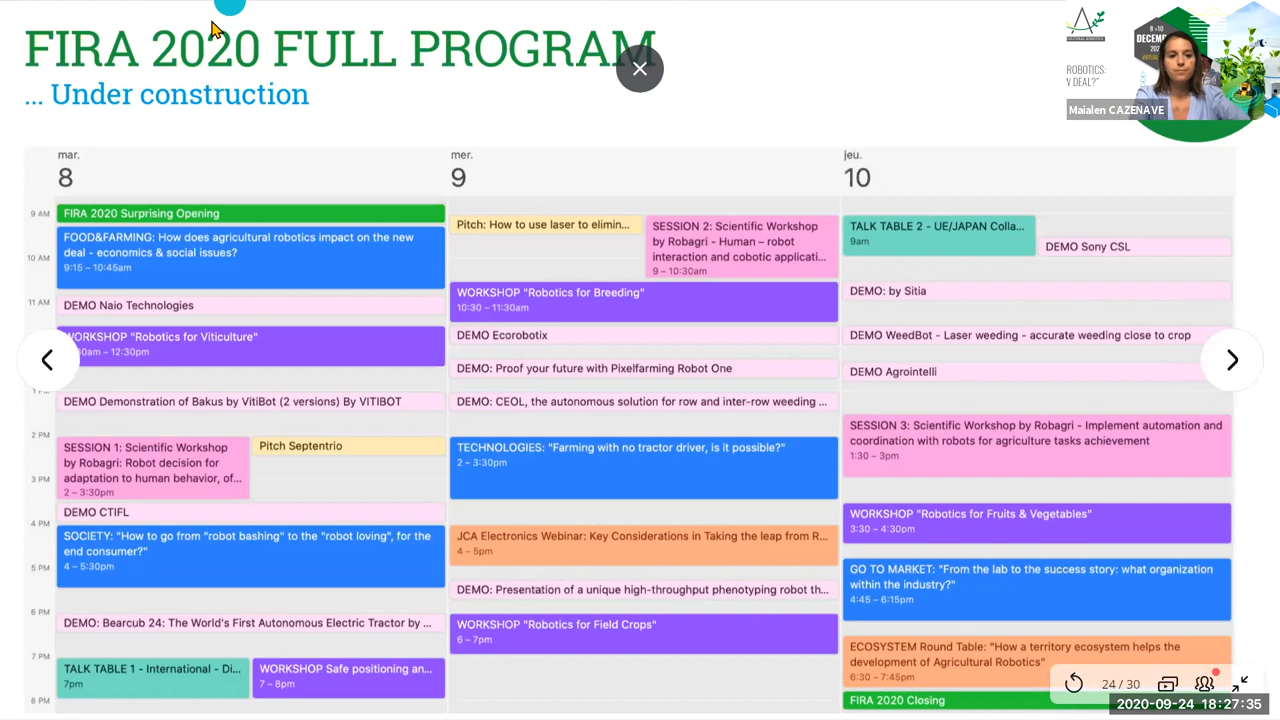 FIRA 2020 FULL PROGRAM
... Under construction
8 >10
DECEM
202
ROBOTICS:
DEAL?"
Maialen CAZENAVE
mar.
8
mer.
9
jeu.
10
9 AM
10 AM
11 AM
2 PM
3 PM
4 PM
5 PM
6 PM
7 PM
8 PM
FIRA 2020 Surprising Opening
FOOD&FARMING: How does agricultural robotics impact on the new
deal - economics & social issues?
9:15 – 10:45am
DEMO Naio Technologies
WORKSHOP "Robotics for Viticulture"
am – 12:30pm
DEMO Demonstration of Bakus by VitiBot (2 versions) By VITIBOT
SESSION 1: Scientific Workshop
by Robagri: Robot decision for
adaptation to human behavior, of...
2 – 3:30pm
Pitch Septentrio
DEMO CTIFL
SOCIETY: "How to go from "robot bashing" to the "robot loving", for the
end consumer?"
4 – 5:30pm
DEMO: Bearcub 24: The World's First Autonomous Electric Tractor by ...
TALK TABLE 1 - International - Di...
7pm
WORKSHOP Safe positioning an...
7 – 8pm
Pitch: How to use laser to elimin...
SESSION 2: Scientific Workshop
by Robagri - Human – robot
interaction and cobotic applicati...
9 – 10:30am
WORKSHOP "Robotics for Breeding"
10:30 – 11:30am
DEMO Ecorobotix
DEMO: Proof your future with Pixelfarming Robot One
DEMO: CEOL, the autonomous solution for row and inter-row weeding ...
TECHNOLOGIES: "Farming with no tractor driver, is it possible?"
2 – 3:30pm
JCA Electronics Webinar: Key Considerations in Taking the leap from R...
4 – 5pm
DEMO: Presentation of a unique high-throughput phenotyping robot th...
WORKSHOP "Robotics for Field Crops"
6 – 7pm
TALK TABLE 2 - UE/JAPAN Colla...
9am
DEMO Sony CSL
DEMO: by Sitia
DEMO WeedBot - Laser weeding - accurate weeding close to crop
DEMO Agrointelli
SESSION 3: Scientific Workshop by Robagri - Implement automation and
coordination with robots for agriculture tasks achievement
1:30 – 3pm
WORKSHOP "Robotics for Fruits & Vegetables"
3:30 – 4:30pm
GO TO MARKET: "From the lab to the success story: what organization
within the industry?"
4:45 – 6:15pm
ECOSYSTEM Round Table: "How a territory ecosystem helps the
development of Agricultural Robotics"
6:30 – 7:45pm
FIRA 2020 Closing
24 / 30
2020-09-24 18:27:35